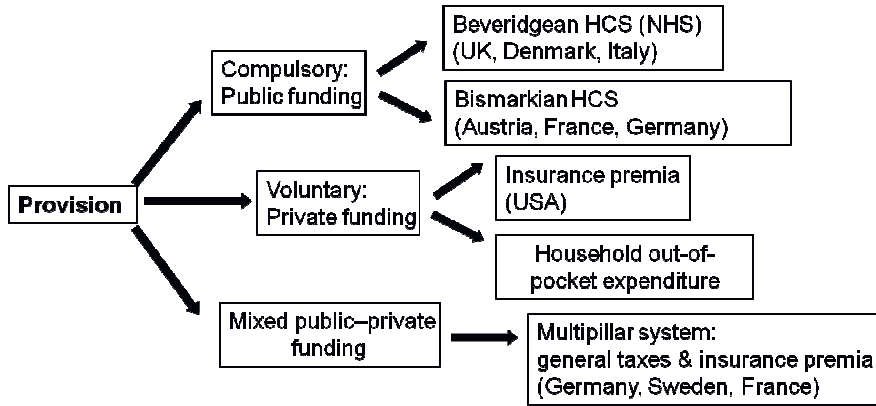 Provision
Compulsory:
Public funding
Beveridgean HCS (NHS)
(UK, Denmark, Italy)
Bismarkian HCS
(Austria, France, Germany)
Voluntary:
Private funding
Insurance premia
(USA)
Household out-of-
pocket expenditure
Mixed public–private
funding
Multipillar system:
general taxes & insurance premia
(Germany, Sweden, France)